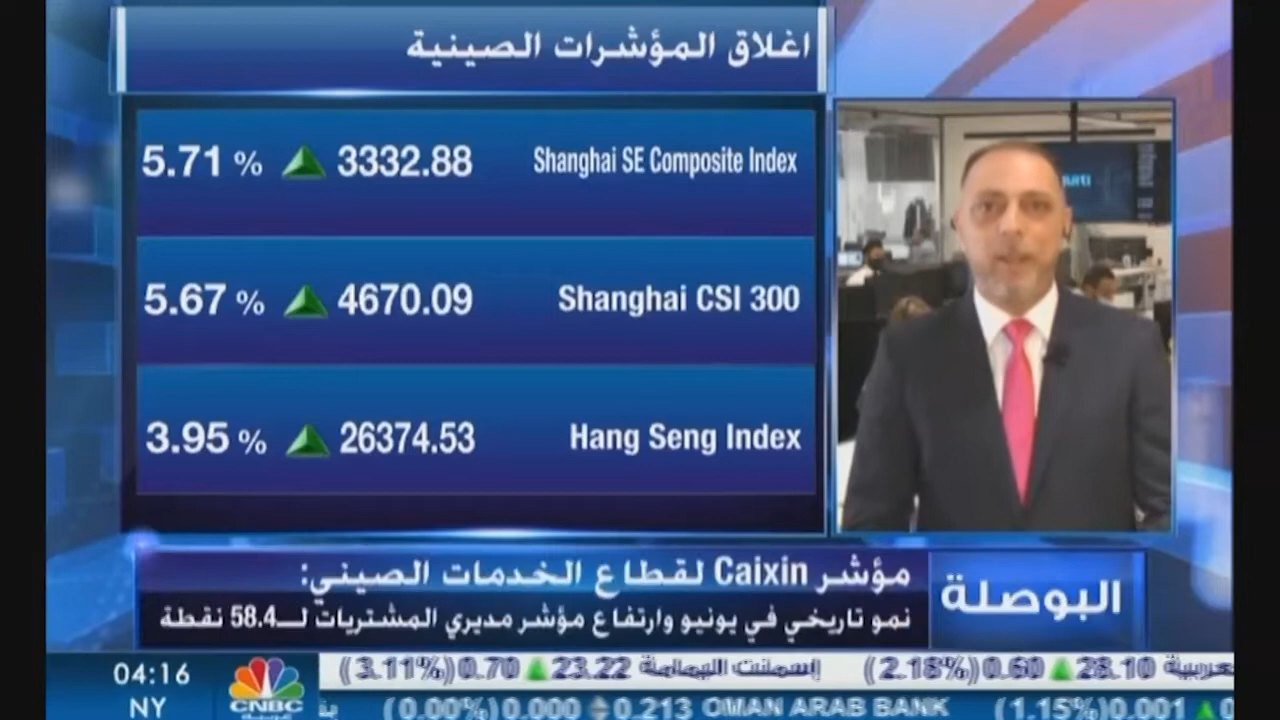 اغلاق المؤشرات الصينية
5.71 % 3332.88 Shanghai SE Composite Index
5.67 % 4670.09 Shanghai CSI 300
3.95 % 26374.53 Hang Seng Index
البوصلة
مؤشر Caixin لقطاع الخدمات الصيني:
نمو تاريخي في يونيو وارتفاع مؤشر مديري المشتريات لــ58.4 نقطة
04:16
NY
CNBC
عربية
(3.11%) 0.70 23.22 إسمنت اليمامة (2.18%) 0.60 28.10
(0.00%) 0.000 0.213 OMAN ARAB BANK (1.15%) 0.001